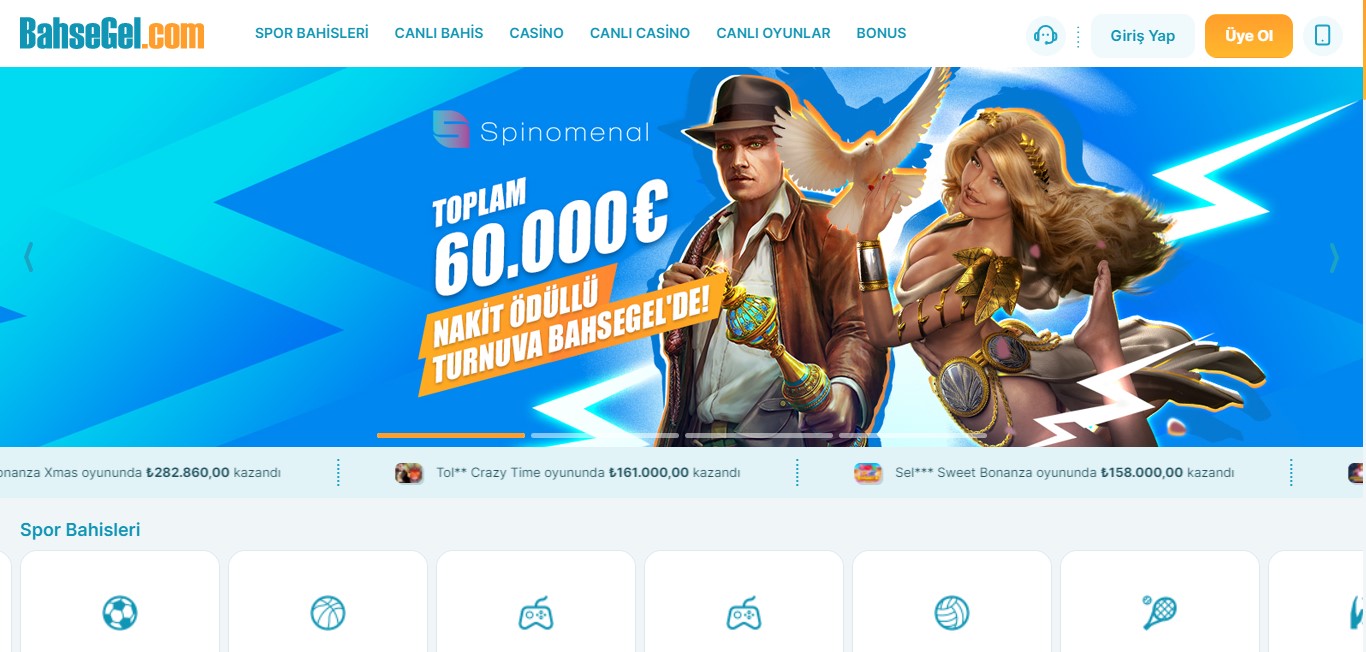 BahseGel.com
SPOR BAHİSLERİ CANLI BAHİS CASİNO CANLI CASİNO CANLI OYUNLAR BONUS
Giriş Yap
Üye Ol
Spinomenal
TOPLAM
60.000€
NAKİT ÖDÜLLÜ
TURNUVA BAHSEGEL'DE!
onanza Xmas oyununda ₺282.860,00 kazandı
Tol** Crazy Time oyununda ₺161.000,00 kazandı
Sel*** Sweet Bonanza oyununda ₺158.000,00 kazandı
Spor Bahisleri